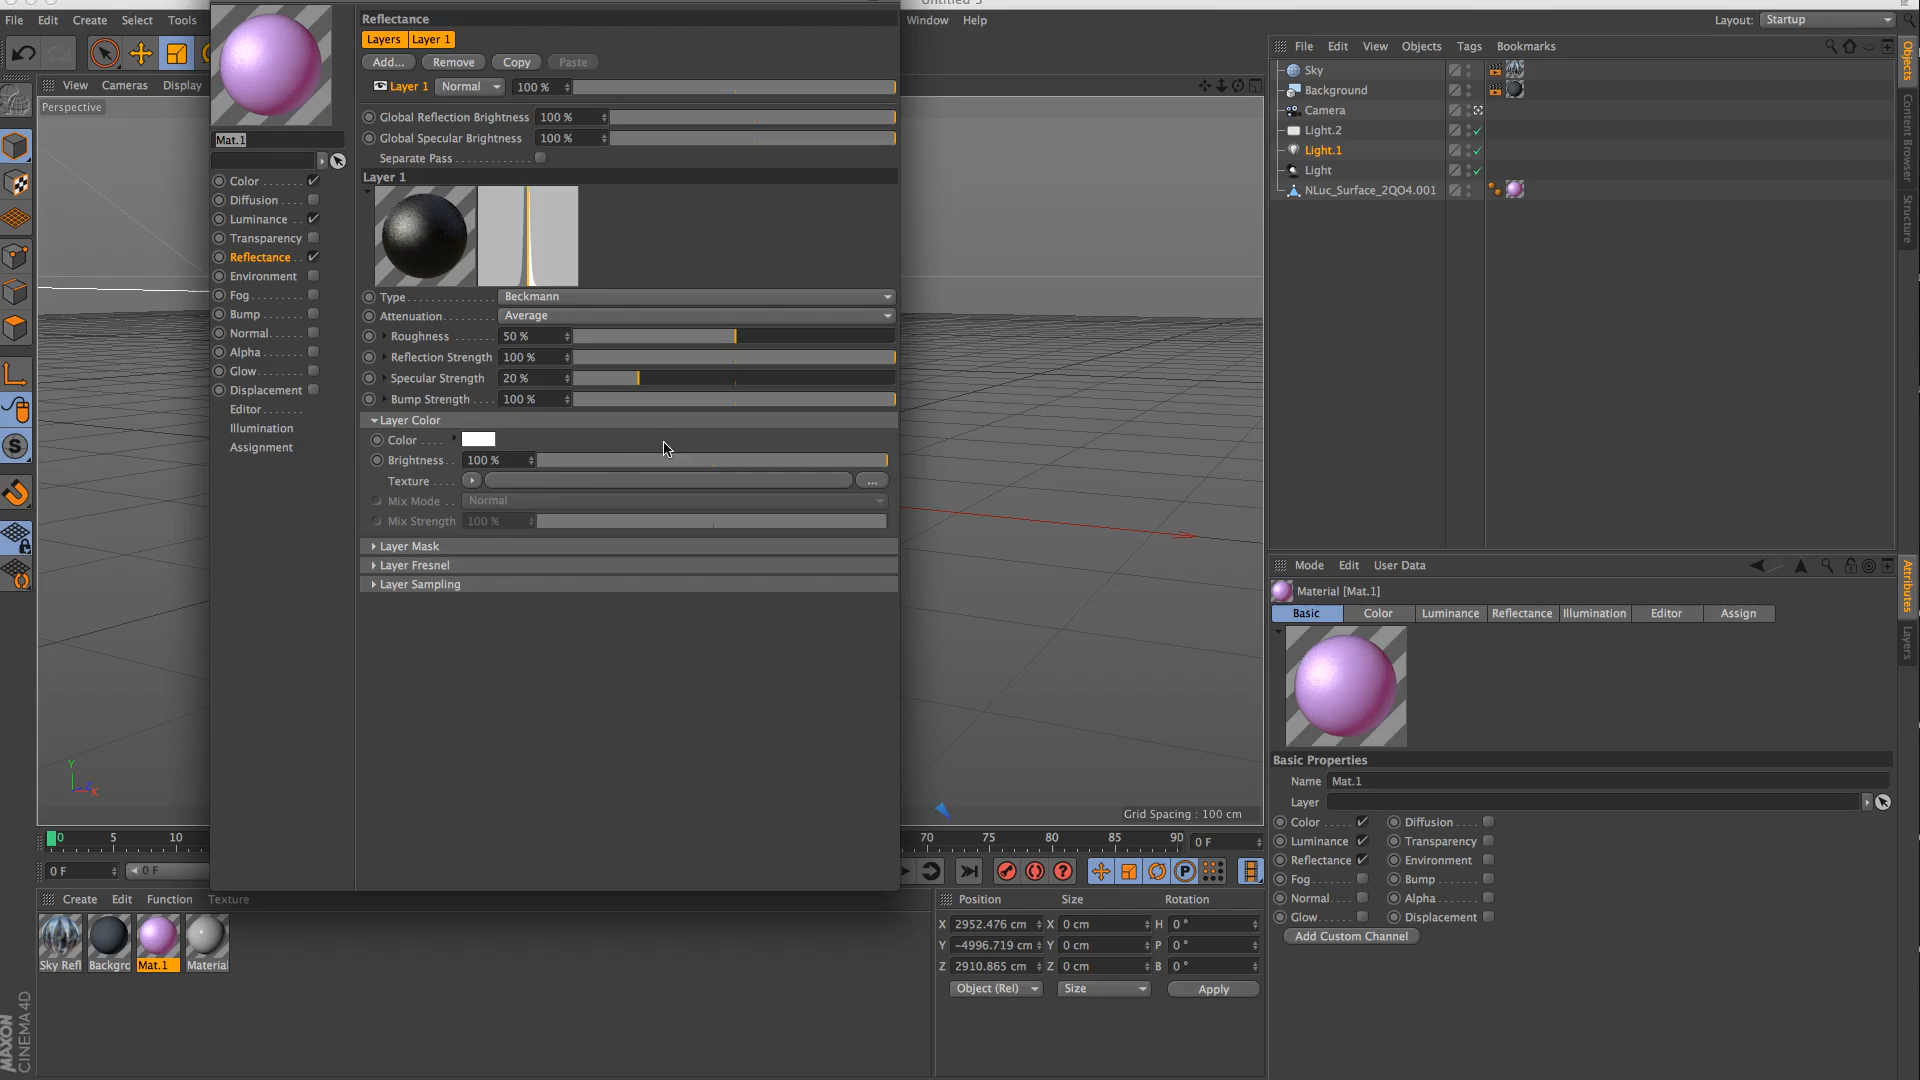 File Edit Create Select Tools
Window Help
Layout: Startup
View Cameras Display
Perspective
Mat.1
Color
Diffusion
Luminance
Transparency
Reflectance
Environment
Fog
Bump
Normal
Alpha
Glow
Displacement
Editor
Illumination
Assignment
Reflectance
Layers Layer 1
Add... Remove Copy Paste
Layer 1 Normal 100 %
Global Reflection Brightness 100 %
Global Specular Brightness 100 %
Separate Pass
Layer 1
Type Beckmann
Attenuation Average
Roughness 50 %
Reflection Strength 100 %
Specular Strength 20 %
Bump Strength 100 %
Layer Color
Color
Brightness 100 %
Texture ...
Mix Mode Normal
Mix Strength 100 %
Layer Mask
Layer Fresnel
Layer Sampling
Y
Z
X
Grid Spacing : 100 cm
0 5 10 70 75 80 85 90 0 F
0 F 0 F
Create Edit Function Texture
Sky Refl Backgro Mat.1 Material
MAXON
CINEMA 4D
Position Size Rotation
X 2952.476 cm X 0 cm H 0 °
Y -4996.719 cm Y 0 cm P 0 °
Z 2910.865 cm Z 0 cm B 0 °
Object (Rel) Size Apply
File Edit View Objects Tags Bookmarks
Sky
Background
Camera
Light.2
Light.1
Light
NLuc_Surface_2QO4.001
Objects
Content Browser
Structure
Mode Edit User Data
Material [Mat.1]
Basic Color Luminance Reflectance Illumination Editor Assign
Basic Properties
Name Mat.1
Layer
Color Diffusion
Luminance Transparency
Reflectance Environment
Fog Bump
Normal Alpha
Glow Displacement
Add Custom Channel
Attributes
Layers